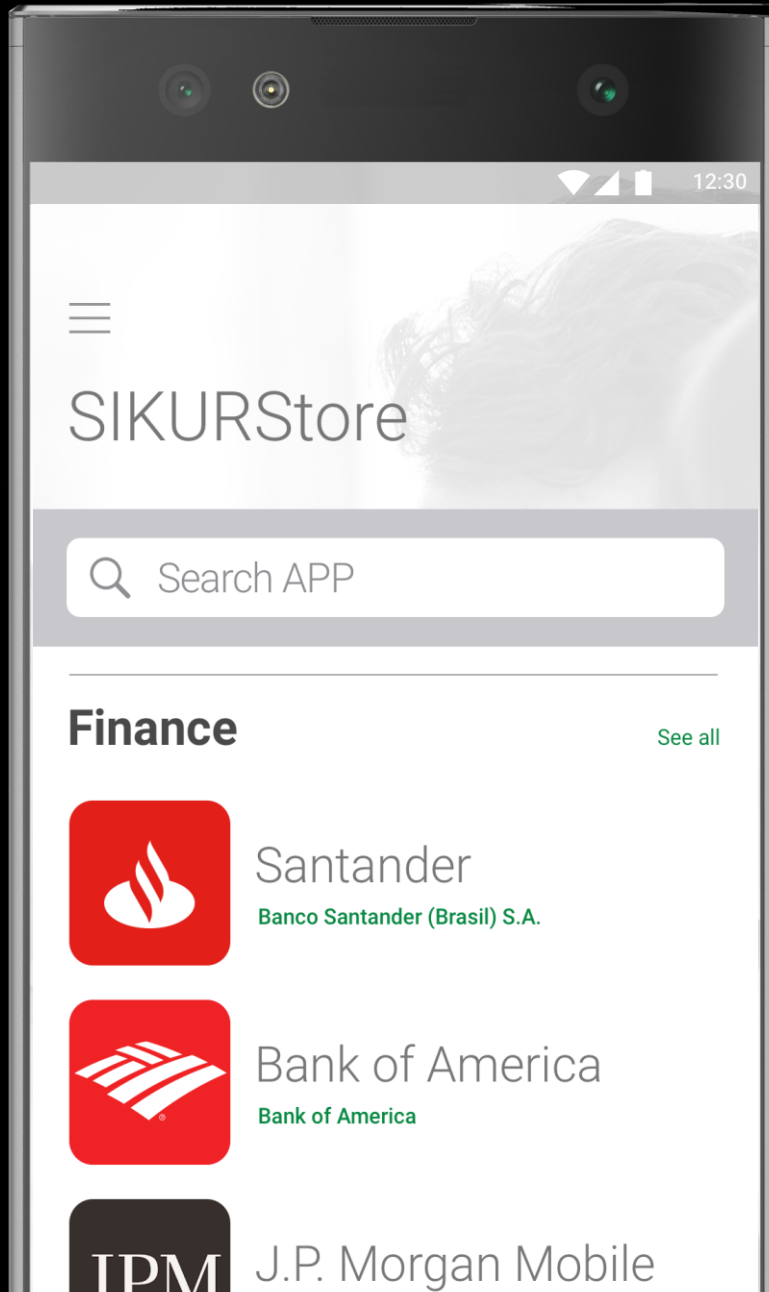 12:30
SIKURStore
Search APP
Finance
See all
Santander
Banco Santander (Brasil) S.A.
Bank of America
Bank of America
JPM
J.P. Morgan Mobile